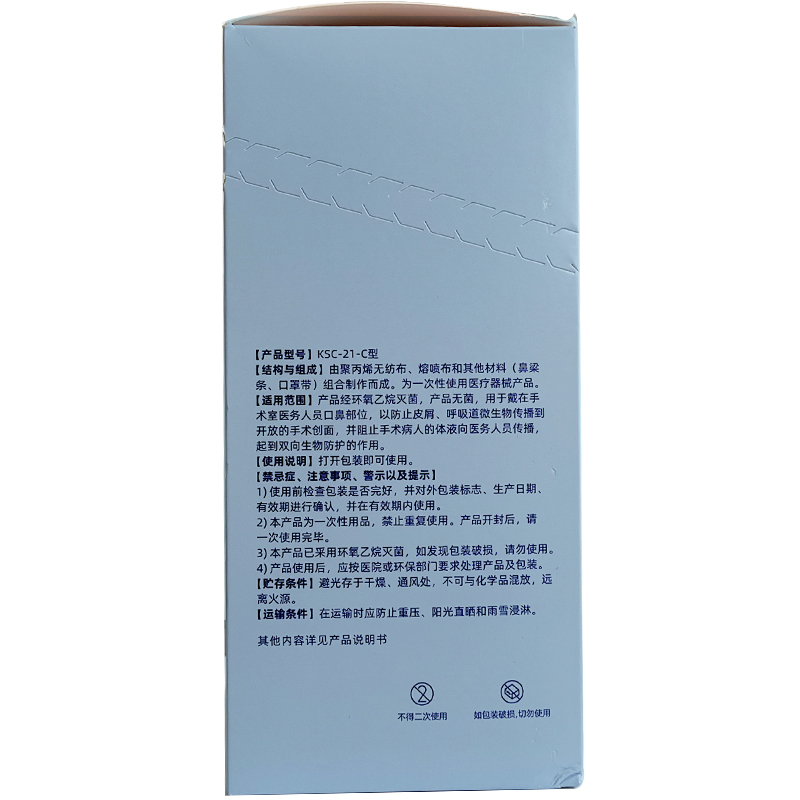 【产品型号】KSC-21-C型
【结构与组成】由聚丙烯无纺布、熔喷布和其他材料（鼻梁
条、口罩带）组合制作而成。为一次性使用医疗器械产品。
【适用范围】产品经环氧乙烷灭菌，产品无菌，用于戴在手
术室医务人员口鼻部位，以防止皮屑、呼吸道微生物传播到
开放的手术创面，并阻止手术病人的体液向医务人员传播，
起到双向生物防护的作用。
【使用说明】打开包装即可使用。
【禁忌症、注意事项、警示以及提示】
1）使用前检查包装是否完好，并对外包装标志、生产日期、
有效期进行确认，并在有效期内使用。
2）本产品为一次性用品，禁止重复使用。产品开封后，请
一次使用完毕。
3）本产品已采用环氧乙烷灭菌，如发现包装破损，请勿使用。
4）产品使用后，应按医院或环保部门要求处理产品及包装。
【贮存条件】避光存于干燥、通风处，不可与化学品混放，远
离火源。
【运输条件】在运输时应防止重压、阳光直晒和雨雪浸淋。
其他内容详见产品说明书
2
不得二次使用
如包装破损,切勿使用